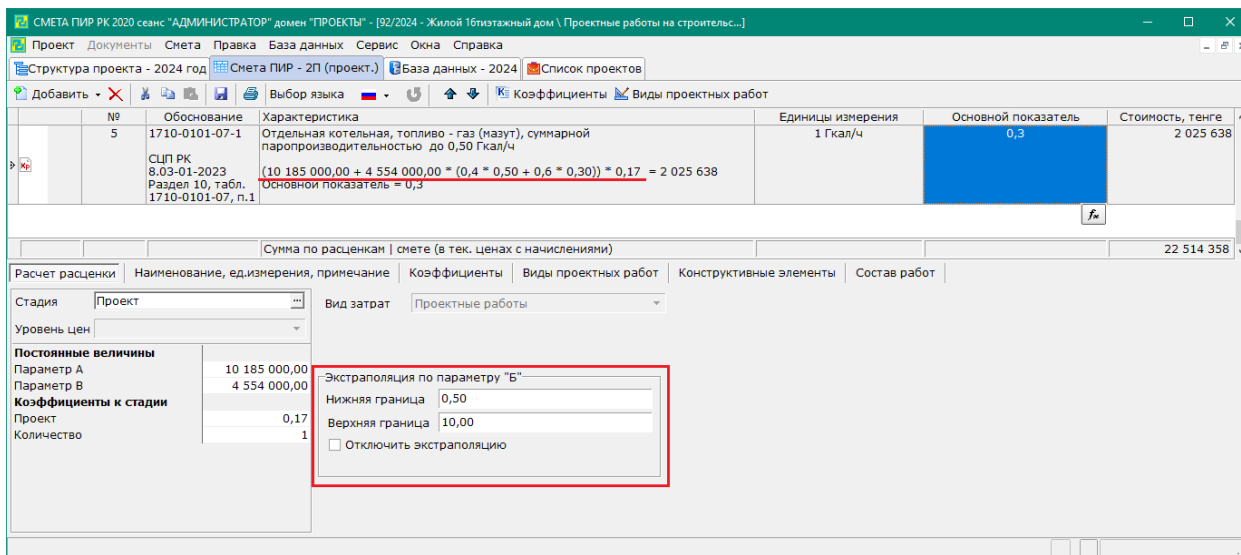 СМЕТА ПИР РК 2020 сеанс "АДМИНИСТРАТОР" домен "ПРОЕКТЫ" - [92/2024 - Жилой 16тиэтажный дом \ Проектные работы на строительс...]
Проект Документы Смета Правка База данных Сервис Окна Справка
Структура проекта - 2024 год Смета ПИР - 2П (проект.) База данных - 2024 Список проектов
Добавить Выбор языка Коэффициенты Виды проектных работ
№ Обоснование Характеристика Единицы измерения Основной показатель Стоимость, тенге
5 1710-0101-07-1 Отдельная котельная, топливо - газ (мазут), суммарной 1 Гкал/ч 0,3 2 025 638
паропроизводительностью до 0,50 Гкал/ч
СЦП РК
8.03-01-2023 (10 185 000,00 + 4 554 000,00 * (0,4 * 0,50 + 0,6 * 0,30)) * 0,17 = 2 025 638
Раздел 10, табл. Основной показатель = 0,3
1710-0101-07, п.1
fx
Сумма по расценкам | смете (в тек. ценах с начислениями) 22 514 358
Расчет расценки Наименование, ед.измерения, примечание Коэффициенты Виды проектных работ Конструктивные элементы Состав работ
Стадия Проект ... Вид затрат Проектные работы
Уровень цен
Постоянные величины
Параметр А 10 185 000,00
Параметр В 4 554 000,00
Коэффициенты к стадии
Проект 0,17
Количество 1
Экстраполяция по параметру "Б"
Нижняя граница 0,50
Верхняя граница 10,00
Отключить экстраполяцию